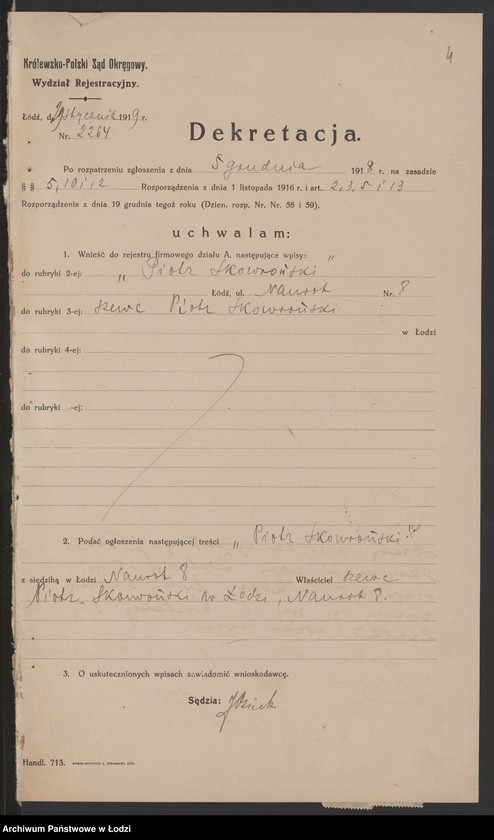 4
Królewsko-Polski Sąd Okręgowy.
Wydział Rejestracyjny.
Łódź, d. 29 stycznia 1919 r.
Nr. 2264
Dekretacja.
Po rozpatrzeniu zgłoszenia z dnia 5 grudnia 1918 r. na zasadzie
§ § 5, 10 i 12 Rozporządzenia z dnia 1 listopada 1916 r. i art. 2, 3, 5 i 13
Rozporządzenia z dnia 19 grudnia tegoż roku (Dzien. rozp. Nr. Nr. 58 i 59),
uchwalam:
1. Wnieść do rejestru firmowego działu A. następujące wpisy:
do rubryki 2-ej: „Piotr Skowroński"
Łódź, ul. Nawrot Nr. 8
do rubryki 3-ej: szewc Piotr Skowroński
w Łodzi
do rubryki 4-ej:
do rubryki -ej:
2. Podać ogłoszenia następującej treści „Piotr Skowroński"
z siedzibą w Łodzi Nawrot 8 Właściciel szewc
Piotr Skowroński w Łodzi, Nawrot 8.
3. O uskutecznionych wpisach zawiadomić wnioskodawcę.
Sędzia:
Handl. 713.
Archiwum Państwowe w Łodzi